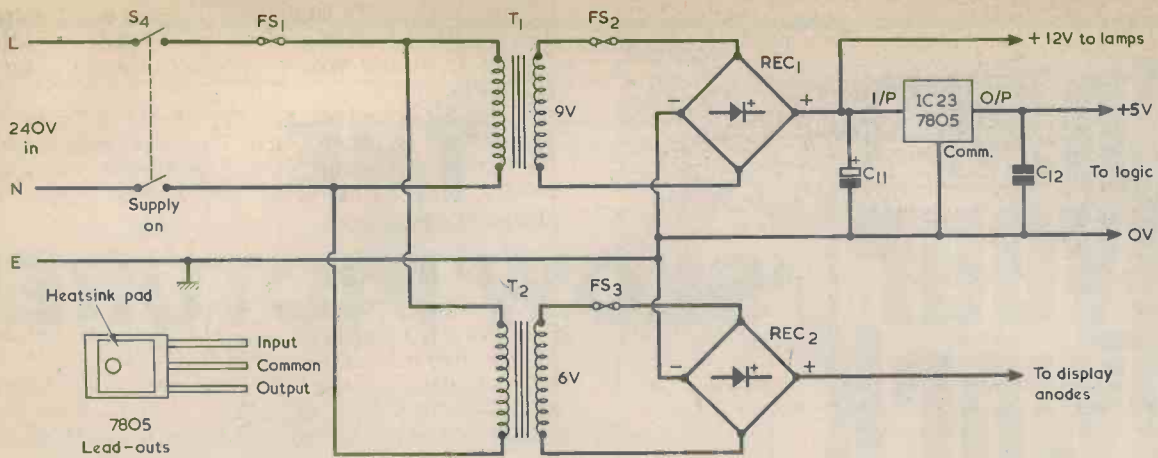 S4
FS1
T1
FS2
REC1
+ 12V to lamps
L
240V
in
N
Supply
on
E
9V
−
+
I/P
IC23
7805
O/P
Comm.
+5V
C11
+
C12
To logic
0V
T2
FS3
REC2
6V
−
+
To display
anodes
Heatsink pad
Input
Common
Output
7805
Lead-outs